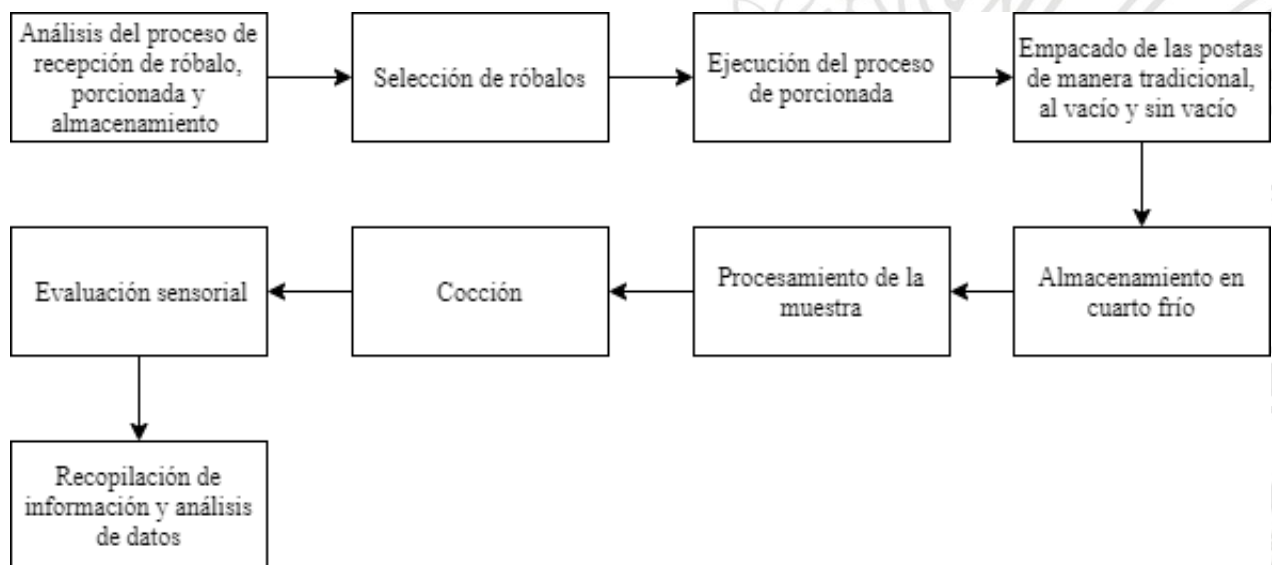 Análisis del proceso de
recepción de róbalo,
porcionada y
almacenamiento
Selección de róbalos
Ejecución del proceso
de porcionada
Empacado de las postas
de manera tradicional,
al vacío y sin vacío
Almacenamiento en
cuarto frío
Procesamiento de la
muestra
Cocción
Evaluación sensorial
Recopilación de
información y análisis
de datos